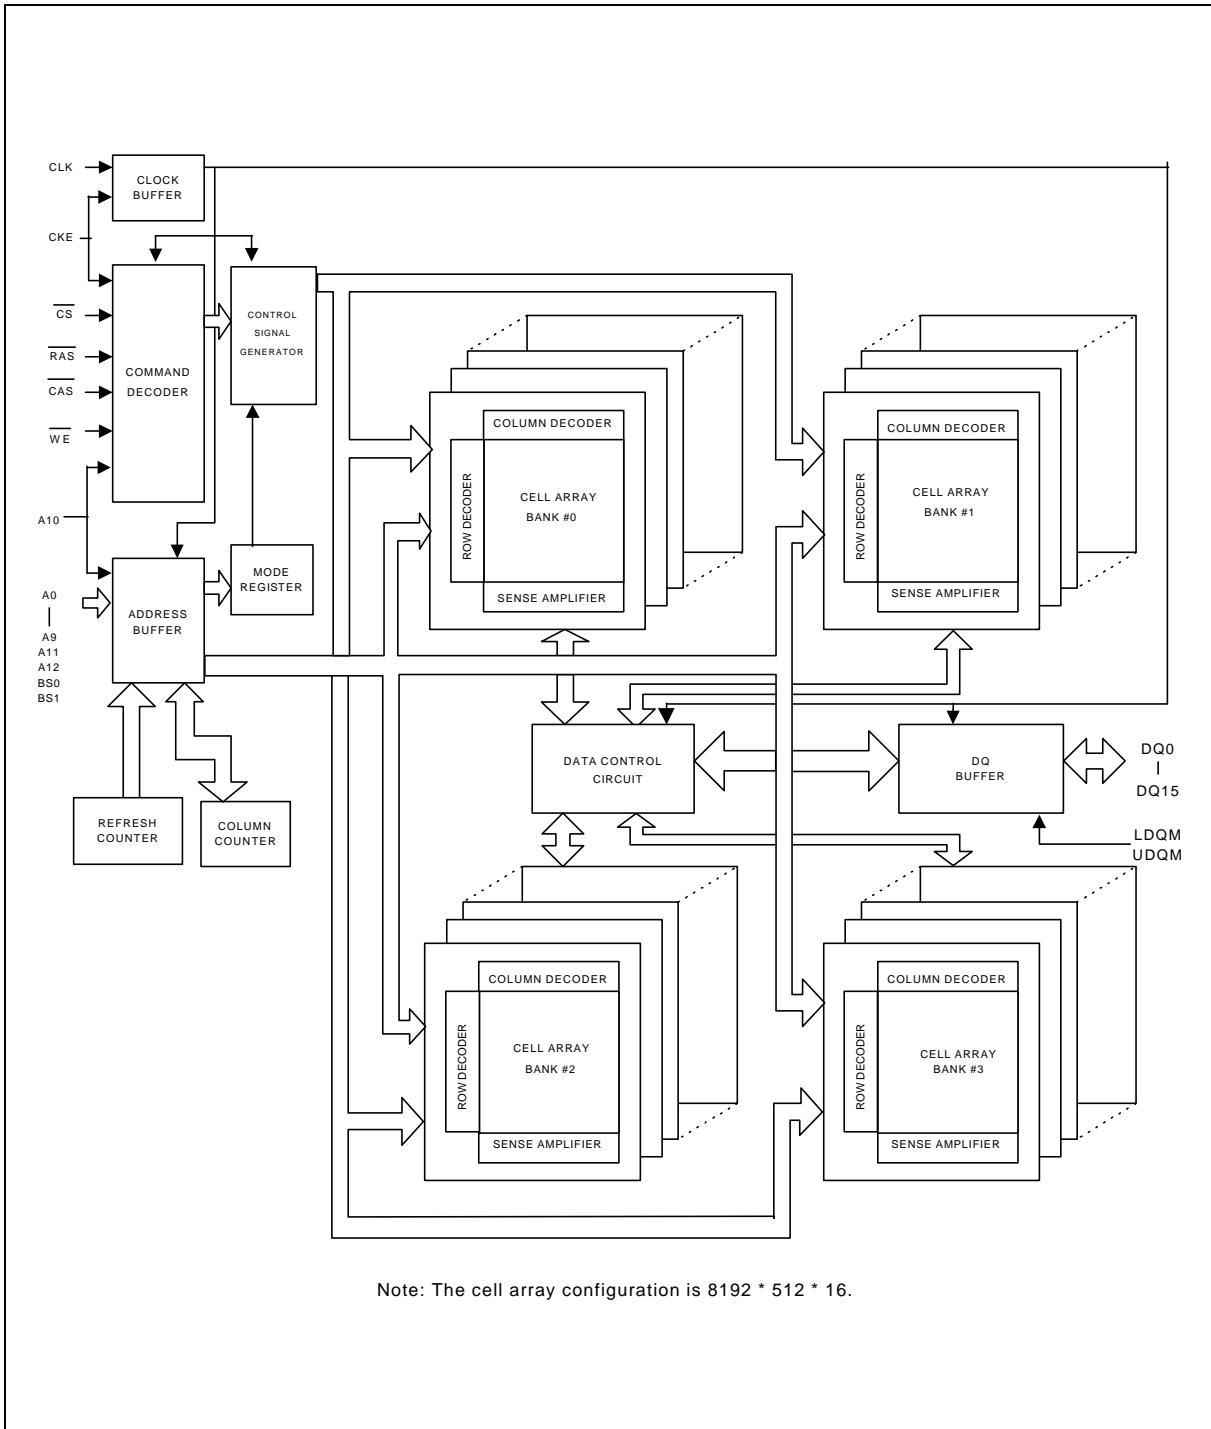 CLK
CLOCK
BUFFER
CKE
CS
RAS
CAS
WE
A10
COMMAND
DECODER
CONTROL
SIGNAL
GENERATOR
MODE
REGISTER
A0
A9
A11
A12
BS0
BS1
ADDRESS
BUFFER
REFRESH
COUNTER
COLUMN
COUNTER
COLUMN DECODER
ROW DECODER
CELL ARRAY
BANK #0
SENSE AMPLIFIER
COLUMN DECODER
ROW DECODER
CELL ARRAY
BANK #1
SENSE AMPLIFIER
DATA CONTROL
CIRCUIT
DQ
BUFFER
DQ0
DQ15
LDQM
UDQM
COLUMN DECODER
ROW DECODER
CELL ARRAY
BANK #2
SENSE AMPLIFIER
COLUMN DECODER
ROW DECODER
CELL ARRAY
BANK #3
SENSE AMPLIFIER
Note: The cell array configuration is 8192 * 512 * 16.